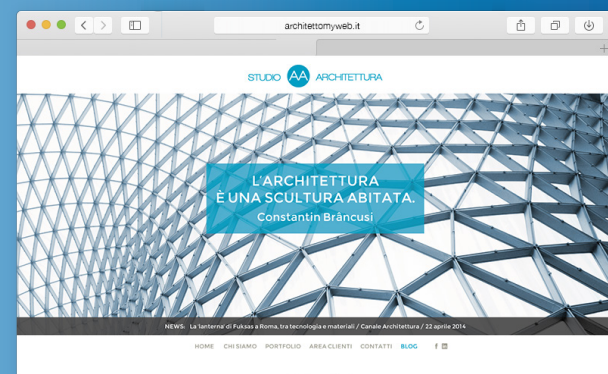 architettomyweb.it
STUDIO AA ARCHITETTURA
L'ARCHITETTURA
È UNA SCULTURA ABITATA.
Constantin Brâncusi
NEWS: La 'lanterna' di Fuksas a Roma, tra tecnologia e materiali / Canale Architettura / 22 aprile 2014
HOME CHI SIAMO PORTFOLIO AREA CLIENTI CONTATTI BLOG f in